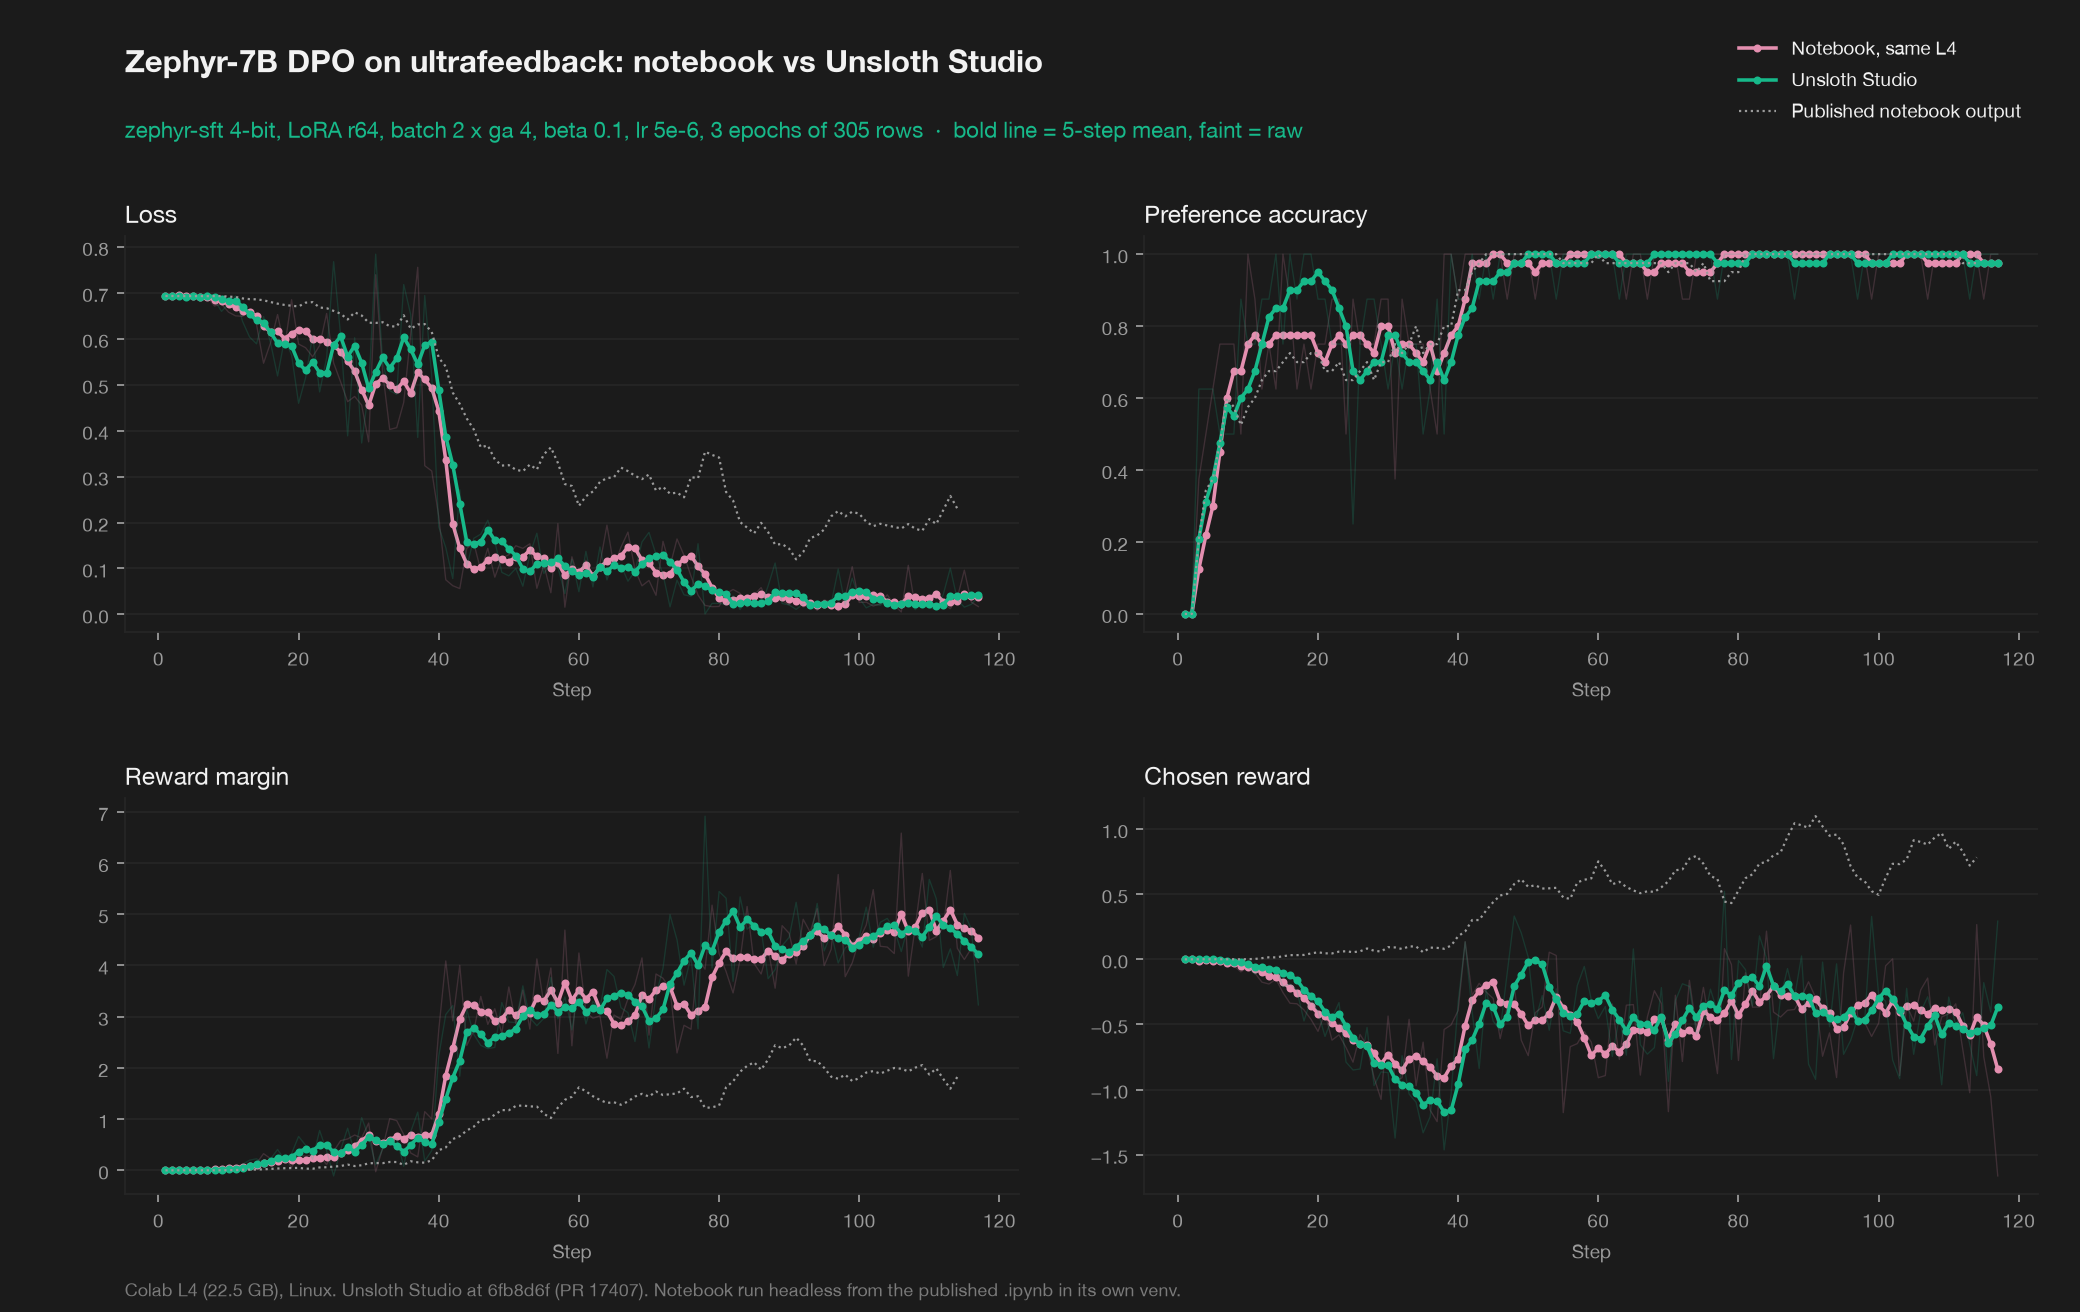 Zephyr-7B DPO on ultrafeedback: notebook vs Unsloth Studio
Notebook, same L4
Unsloth Studio
Published notebook output
zephyr-sft 4-bit, LoRA r64, batch 2 x ga 4, beta 0.1, lr 5e-6, 3 epochs of 305 rows · bold line = 5-step mean, faint = raw
Loss
0.8
0.7
0.6
0.5
0.4
0.3
0.2
0.1
0.0
0 20 40 60 80 100 120
Step
Preference accuracy
1.0
0.8
0.6
0.4
0.2
0.0
0 20 40 60 80 100 120
Step
Reward margin
7
6
5
4
3
2
1
0
0 20 40 60 80 100 120
Step
Chosen reward
1.0
0.5
0.0
−0.5
−1.0
−1.5
0 20 40 60 80 100 120
Step
Colab L4 (22.5 GB), Linux. Unsloth Studio at 6fb8d6f (PR 17407). Notebook run headless from the published .ipynb in its own venv.